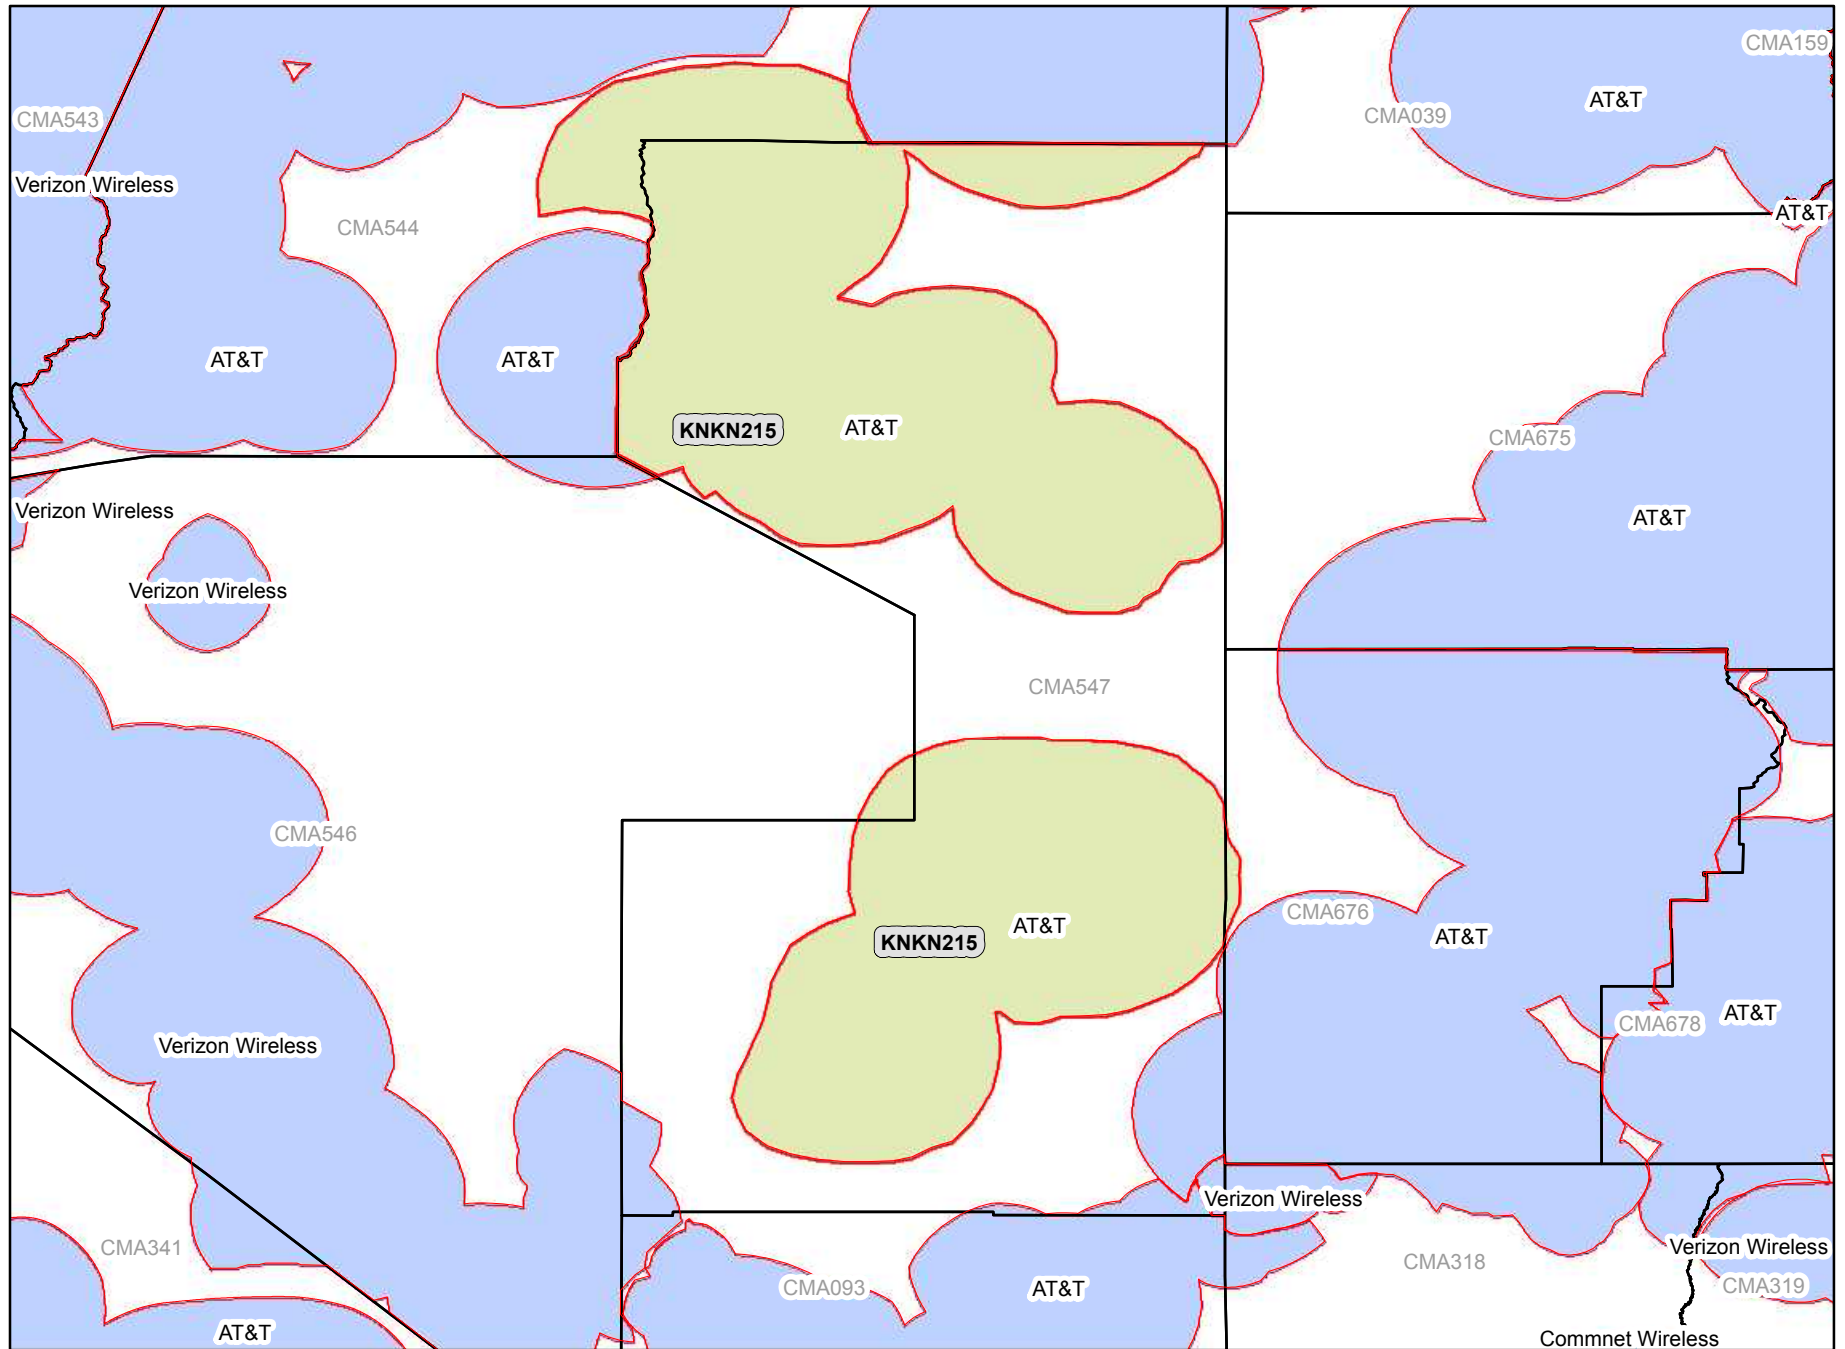 CMA159
AT&T
CMA039
CMA543
Verizon Wireless
AT&T
CMA544
AT&T
AT&T
KNKN215
AT&T
CMA675
Verizon Wireless
AT&T
Verizon Wireless
CMA547
CMA546
CMA676
AT&T
KNKN215
AT&T
AT&T
CMA678
Verizon Wireless
Verizon Wireless
CMA341
Verizon Wireless
CMA318
CMA093
AT&T
CMA319
AT&T
Commnet Wireless